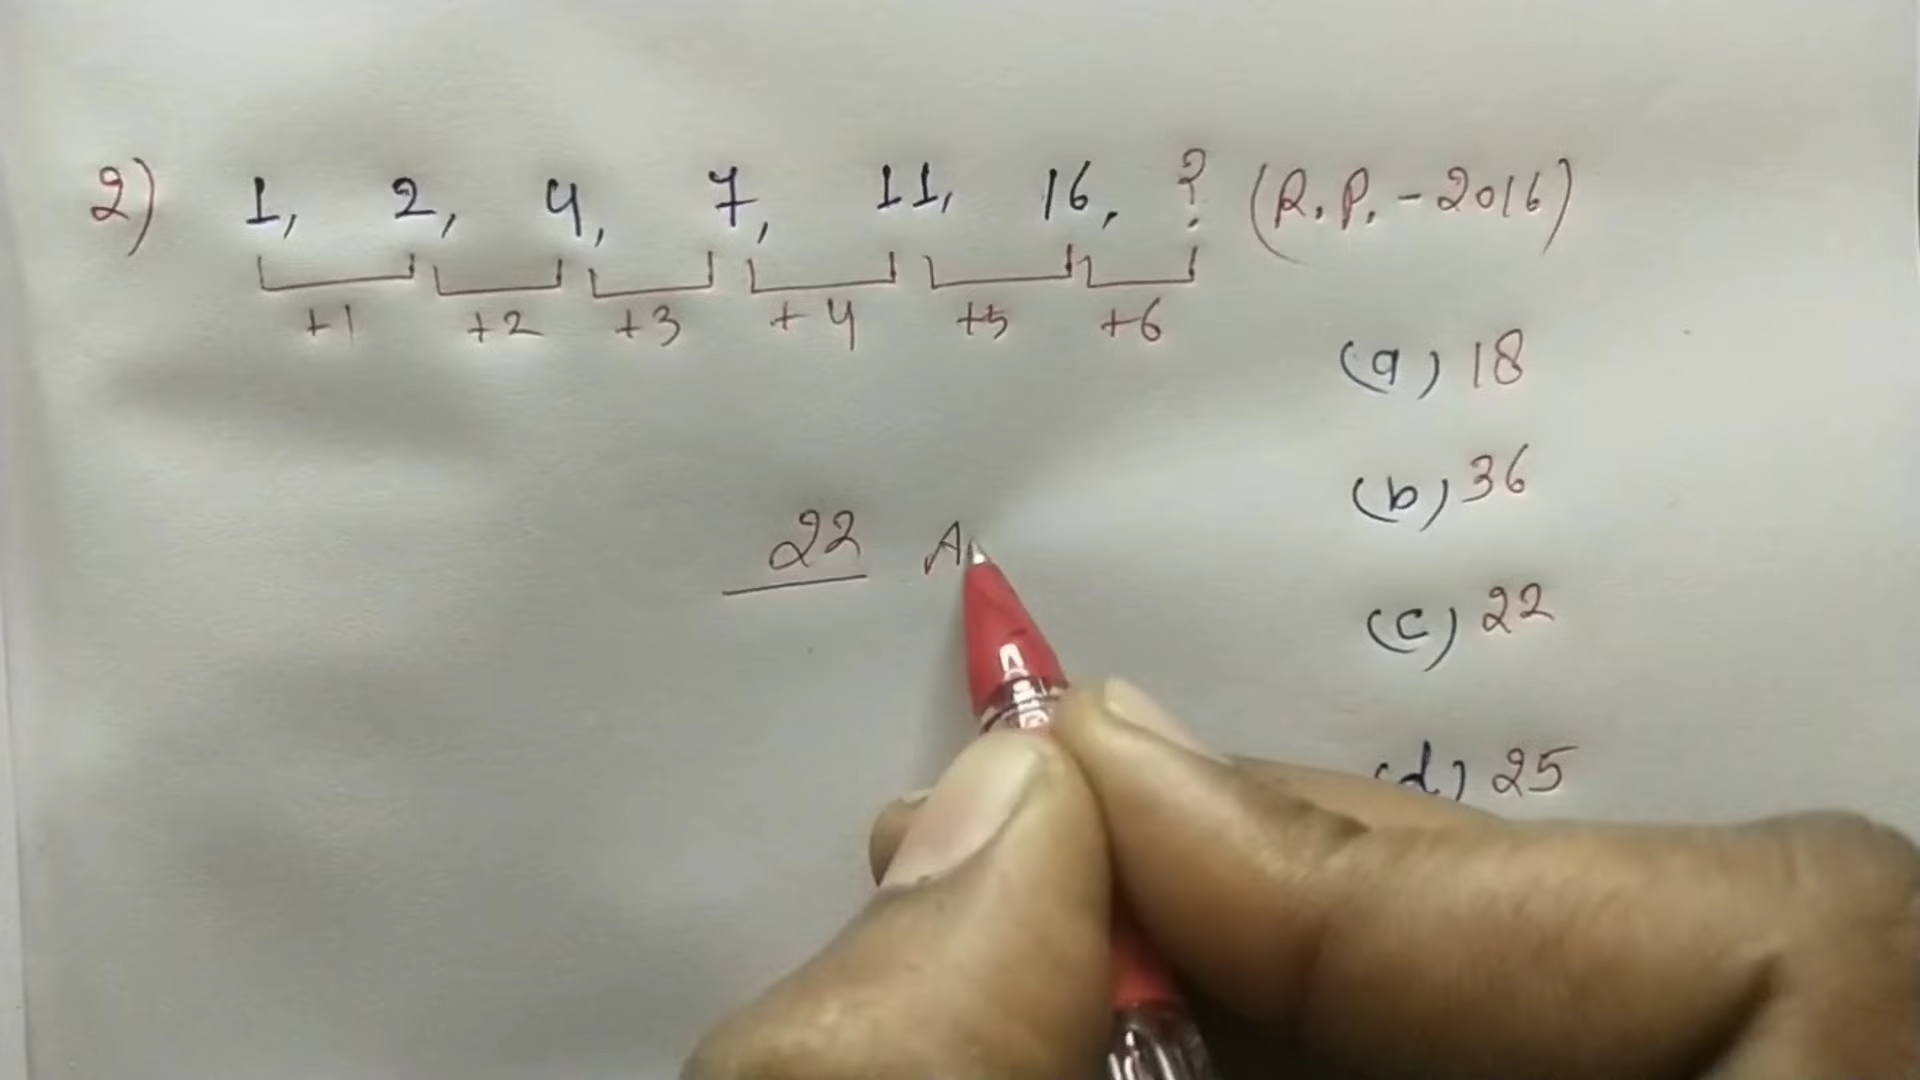 2) 1, 2, 4, 7, 11, 16, ? (R.P.-2016)
+1 +2 +3 +4 +5 +6
(a) 18
(b) 36
22 A
(c) 22
(d) 25